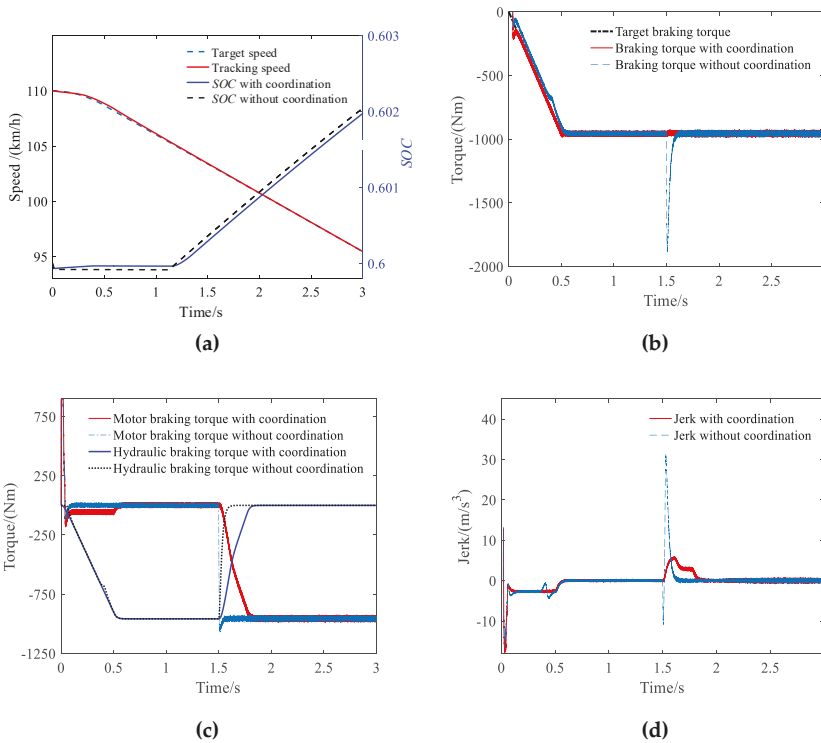 0.603
Target speed
Tracking speed
SOC with coordination
SOC without coordination
110
105
100
95
Speed /(km/h)
0.602
0.601
0.6
SOC
0
0.5
1
1.5
2
2.5
3
Time/s
(a)
0
-500
-1000
-1500
-2000
Torque/(Nm)
Target braking torque
Braking torque with coordination
Braking torque without coordination
0
0.5
1
1.5
2
2.5
Time/s
(b)
750
250
-250
-750
-1250
Torque/(Nm)
Motor braking torque with coordination
Motor braking torque without coordination
Hydraulic braking torque with coordination
Hydraulic braking torque without coordination
0
0.5
1
1.5
2
2.5
3
Time/s
(c)
40
30
20
10
0
-10
Jerk/(m/s³)
Jerk with coordination
Jerk without coordination
0
0.5
1
1.5
2
2.5
Time/s
(d)